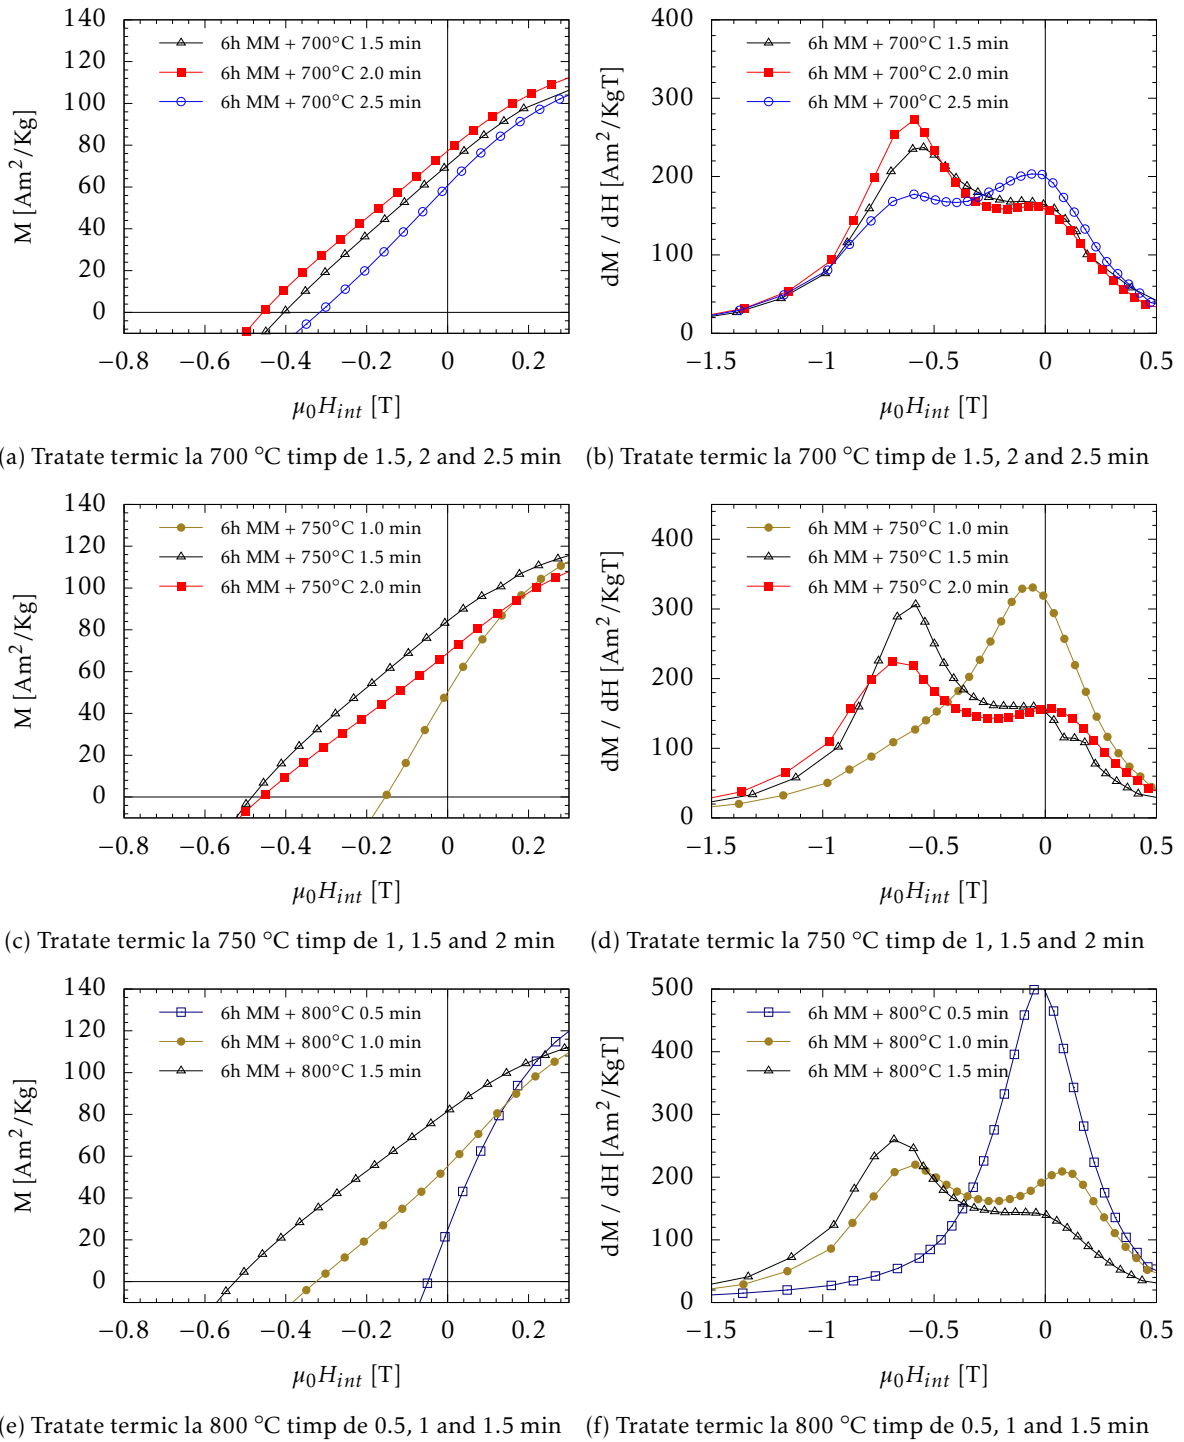 140
120
100
80
60
40
20
0
M [Am²/Kg]
6h MM + 700°C 1.5 min
6h MM + 700°C 2.0 min
6h MM + 700°C 2.5 min
−0.8 −0.6 −0.4 −0.2 0 0.2
μ₀H_int [T]
400
300
200
100
0
dM / dH [Am²/KgT]
6h MM + 700°C 1.5 min
6h MM + 700°C 2.0 min
6h MM + 700°C 2.5 min
−1.5 −1 −0.5 0 0.5
μ₀H_int [T]
(a) Tratate termic la 700 °C timp de 1.5, 2 and 2.5 min
(b) Tratate termic la 700 °C timp de 1.5, 2 and 2.5 min
140
120
100
80
60
40
20
0
M [Am²/Kg]
6h MM + 750°C 1.0 min
6h MM + 750°C 1.5 min
6h MM + 750°C 2.0 min
−0.8 −0.6 −0.4 −0.2 0 0.2
μ₀H_int [T]
400
300
200
100
0
dM / dH [Am²/KgT]
6h MM + 750°C 1.0 min
6h MM + 750°C 1.5 min
6h MM + 750°C 2.0 min
−1.5 −1 −0.5 0 0.5
μ₀H_int [T]
(c) Tratate termic la 750 °C timp de 1, 1.5 and 2 min
(d) Tratate termic la 750 °C timp de 1, 1.5 and 2 min
140
120
100
80
60
40
20
0
M [Am²/Kg]
6h MM + 800°C 0.5 min
6h MM + 800°C 1.0 min
6h MM + 800°C 1.5 min
−0.8 −0.6 −0.4 −0.2 0 0.2
μ₀H_int [T]
500
400
300
200
100
0
dM / dH [Am²/KgT]
6h MM + 800°C 0.5 min
6h MM + 800°C 1.0 min
6h MM + 800°C 1.5 min
−1.5 −1 −0.5 0 0.5
μ₀H_int [T]
(e) Tratate termic la 800 °C timp de 0.5, 1 and 1.5 min
(f) Tratate termic la 800 °C timp de 0.5, 1 and 1.5 min